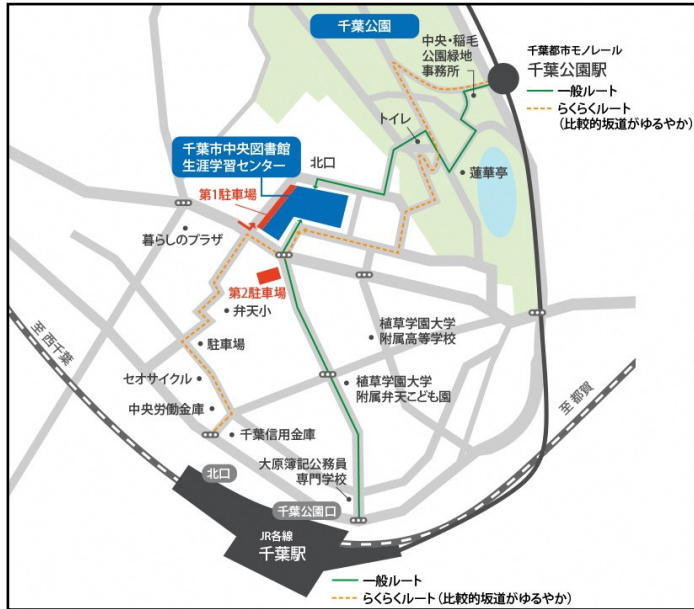 千葉公園
中央・稲毛
公園緑地
事務所
千葉都市モノレール
千葉公園駅
一般ルート
らくらくルート
(比較的坂道がゆるやか)
トイレ
千葉市中央図書館
生涯学習センター
北口
蓮華亭
第1駐車場
暮らしのプラザ
第2駐車場
弁天小
植草学園大学
附属高等学校
至西千葉
駐車場
セオサイクル
植草学園大学
附属弁天こども園
至都賀
中央労働金庫
千葉信用金庫
大原簿記公務員
専門学校
北口
千葉公園口
JR各線
千葉駅
一般ルート
らくらくルート(比較的坂道がゆるやか)